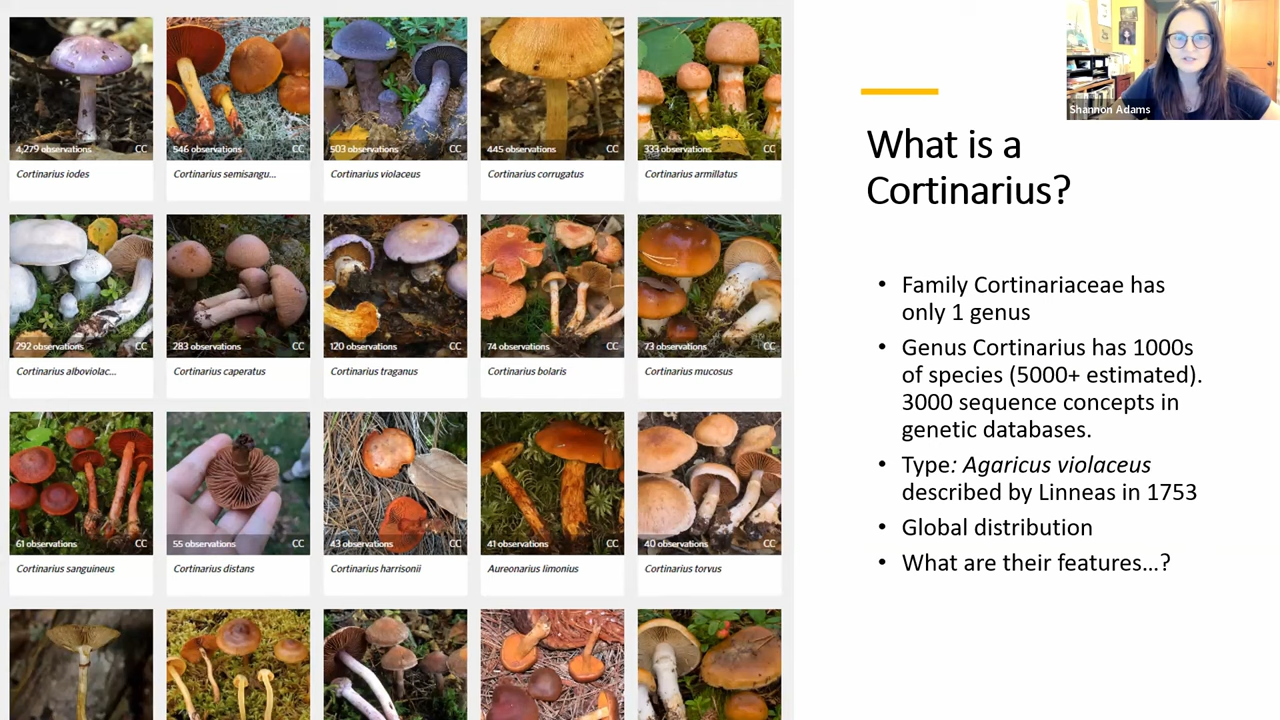 4,279 observations CC
546 observations CC
503 observations CC
445 observations CC
333 observations CC
Cortinarius iodes
Cortinarius semisangu...
Cortinarius violaceus
Cortinarius corrugatus
Cortinarius armillatus
292 observations CC
283 observations CC
120 observations CC
74 observations CC
73 observations CC
Cortinarius alboviolac...
Cortinarius caperatus
Cortinarius traganus
Cortinarius bolaris
Cortinarius mucosus
61 observations CC
55 observations CC
43 observations CC
41 observations CC
40 observations CC
Cortinarius sanguineus
Cortinarius distans
Cortinarius harrisonii
Aureonarius limonius
Cortinarius torvus
Shannon Adams
What is a
Cortinarius?
• Family Cortinariaceae has
only 1 genus
• Genus Cortinarius has 1000s
of species (5000+ estimated).
3000 sequence concepts in
genetic databases.
• Type: Agaricus violaceus
described by Linneas in 1753
• Global distribution
• What are their features...?